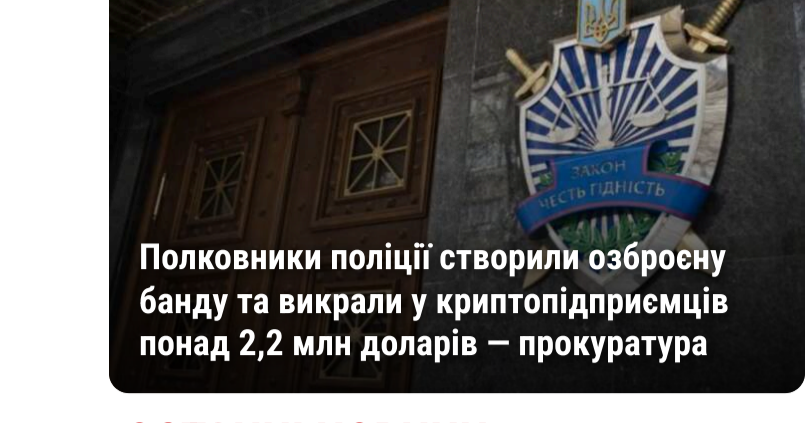 ЗАКОН
ЧЕСТЬ ГІДНІСТЬ
Полковники поліції створили озброєну
банду та викрали у криптопідприємців
понад 2,2 млн доларів — прокуратура